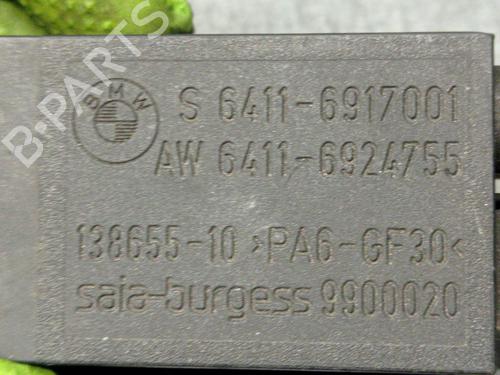 B-PARTS
BMW
S 6411-6917001
AW 6411-6924755
138655-10 >PA6-GF30<
saia-burgess 9900020